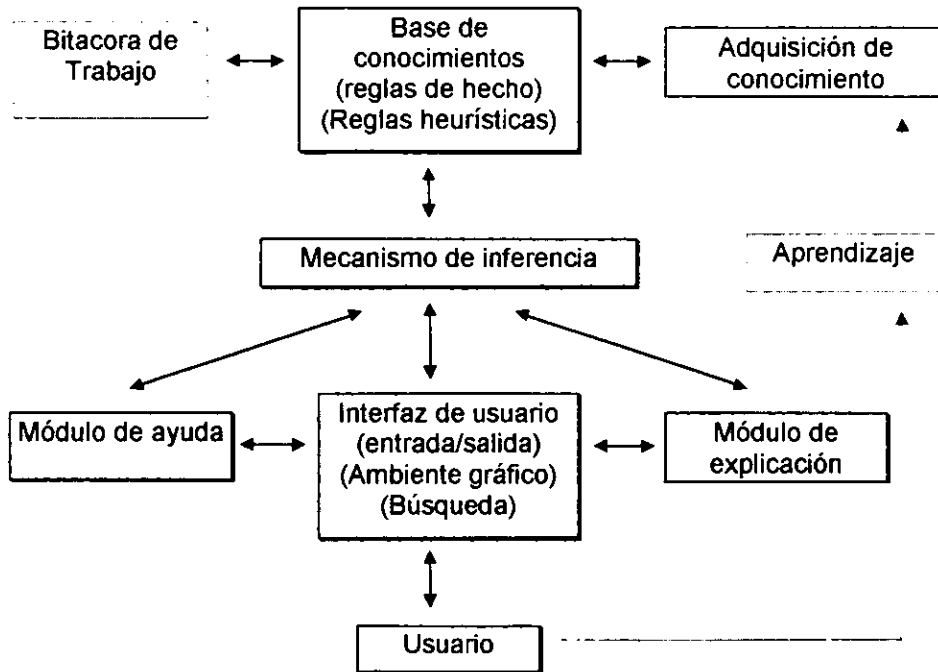 Bitacora de
Trabajo
Base de
conocimientos
(reglas de hecho)
(Reglas heurísticas)
Adquisición de
conocimiento
Mecanismo de inferencia
Aprendizaje
Módulo de ayuda
Interfaz de usuario
(entrada/salida)
(Ambiente gráfico)
(Búsqueda)
Módulo de
explicación
Usuario